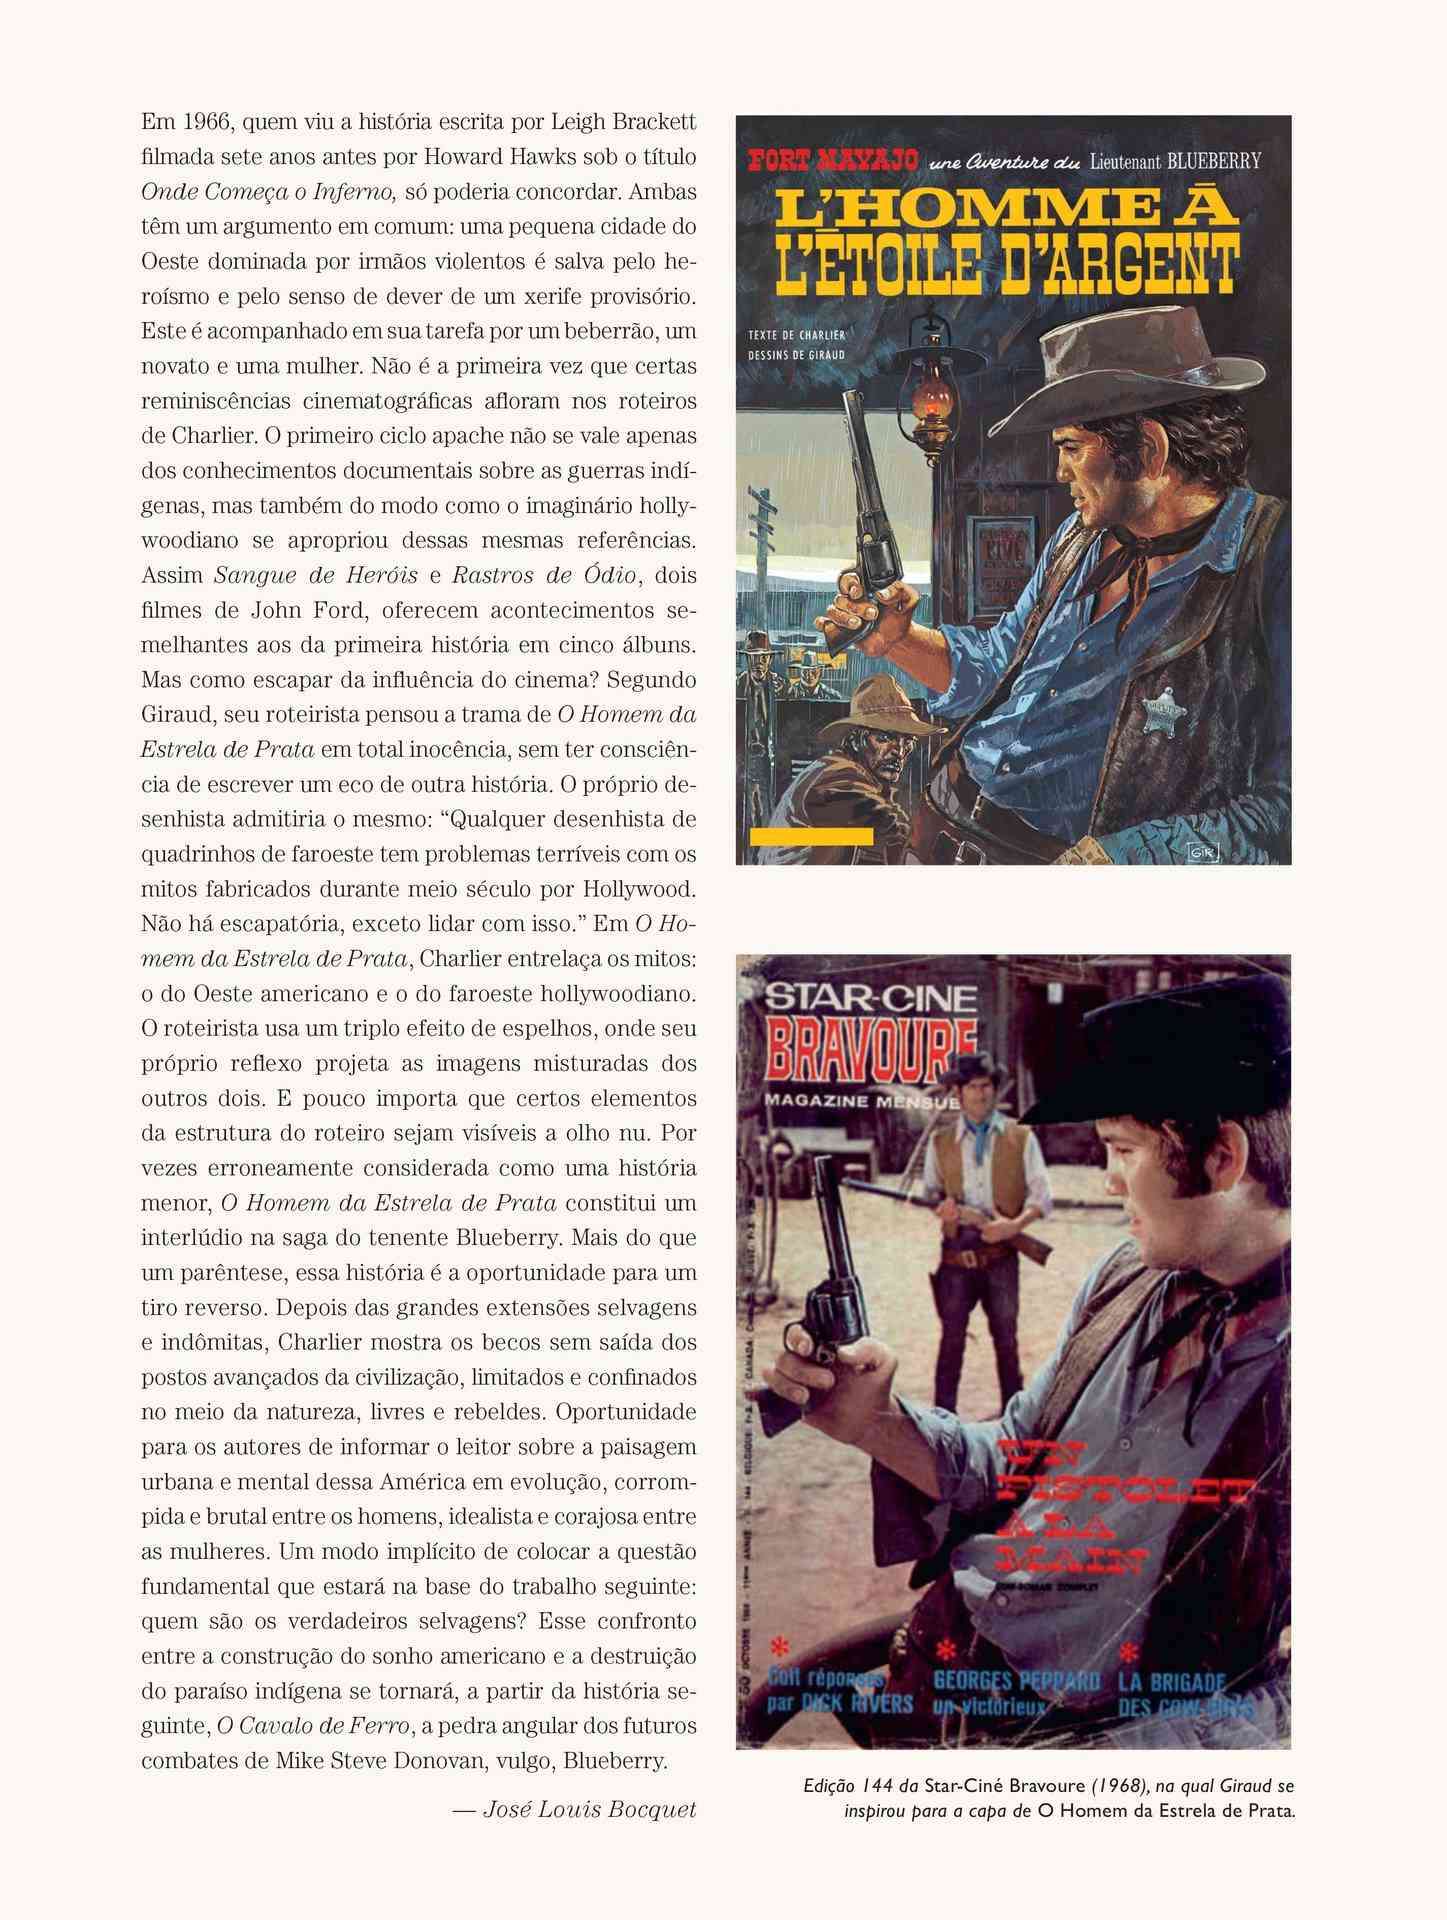 Em 1966, quem viu a história escrita por Leigh Brackett
filmada sete anos antes por Howard Hawks sob o título
Onde Começa o Inferno, só poderia concordar. Ambas
têm um argumento em comum: uma pequena cidade do
Oeste dominada por irmãos violentos é salva pelo he-
roísmo e pelo senso de dever de um xerife provisório.
Este é acompanhado em sua tarefa por um beberrão, um
novato e uma mulher. Não é a primeira vez que certas
reminiscências cinematográficas afloram nos roteiros
de Charlier. O primeiro ciclo apache não se vale apenas
dos conhecimentos documentais sobre as guerras indí-
genas, mas também do modo como o imaginário holly-
woodiano se apropriou dessas mesmas referências.
Assim Sangue de Heróis e Rastros de Ódio, dois
filmes de John Ford, oferecem acontecimentos se-
melhantes aos da primeira história em cinco álbuns.
Mas como escapar da influência do cinema? Segundo
Giraud, seu roteirista pensou a trama de O Homem da
Estrela de Prata em total inocência, sem ter consciên-
cia de escrever um eco de outra história. O próprio de-
senhista admitiria o mesmo: “Qualquer desenhista de
quadrinhos de faroeste tem problemas terríveis com os
mitos fabricados durante meio século por Hollywood.
Não há escapatória, exceto lidar com isso.” Em O Ho-
mem da Estrela de Prata, Charlier entrelaça os mitos:
o do Oeste americano e o do faroeste hollywoodiano.
O roteirista usa um triplo efeito de espelhos, onde seu
próprio reflexo projeta as imagens misturadas dos
outros dois. E pouco importa que certos elementos
da estrutura do roteiro sejam visíveis a olho nu. Por
vezes erroneamente considerada como uma história
menor, O Homem da Estrela de Prata constitui um
interlúdio na saga do tenente Blueberry. Mais do que
um parêntese, essa história é a oportunidade para um
tiro reverso. Depois das grandes extensões selvagens
e indômitas, Charlier mostra os becos sem saída dos
postos avançados da civilização, limitados e confinados
no meio da natureza, livres e rebeldes. Oportunidade
para os autores de informar o leitor sobre a paisagem
urbana e mental dessa América em evolução, corrom-
pida e brutal entre os homens, idealista e corajosa entre
as mulheres. Um modo implícito de colocar a questão
fundamental que estará na base do trabalho seguinte:
quem são os verdadeiros selvagens? Esse confronto
entre a construção do sonho americano e a destruição
do paraíso indígena se tornará, a partir da história se-
guinte, O Cavalo de Ferro, a pedra angular dos futuros
combates de Mike Steve Donovan, vulgo, Blueberry.
— José Louis Bocquet
FORT NAVAJO une Aventure du Lieutenant BLUEBERRY
L'HOMME À
L'ÉTOILE D'ARGENT
TEXTE DE CHARLIER
DESSINS DE GIRAUD
GIR
STAR-CINE
BRAVOURE
MAGAZINE MENSUE
UN
PISTOLET
A LA
MAIN
* * *
Colt réponses
par DICK RIVERS
GEORGES PEPPARD
un victorieux
LA BRIGADE
DES COW-BOYS
Edição 144 da Star-Ciné Bravoure (1968), na qual Giraud se
inspirou para a capa de O Homem da Estrela de Prata.